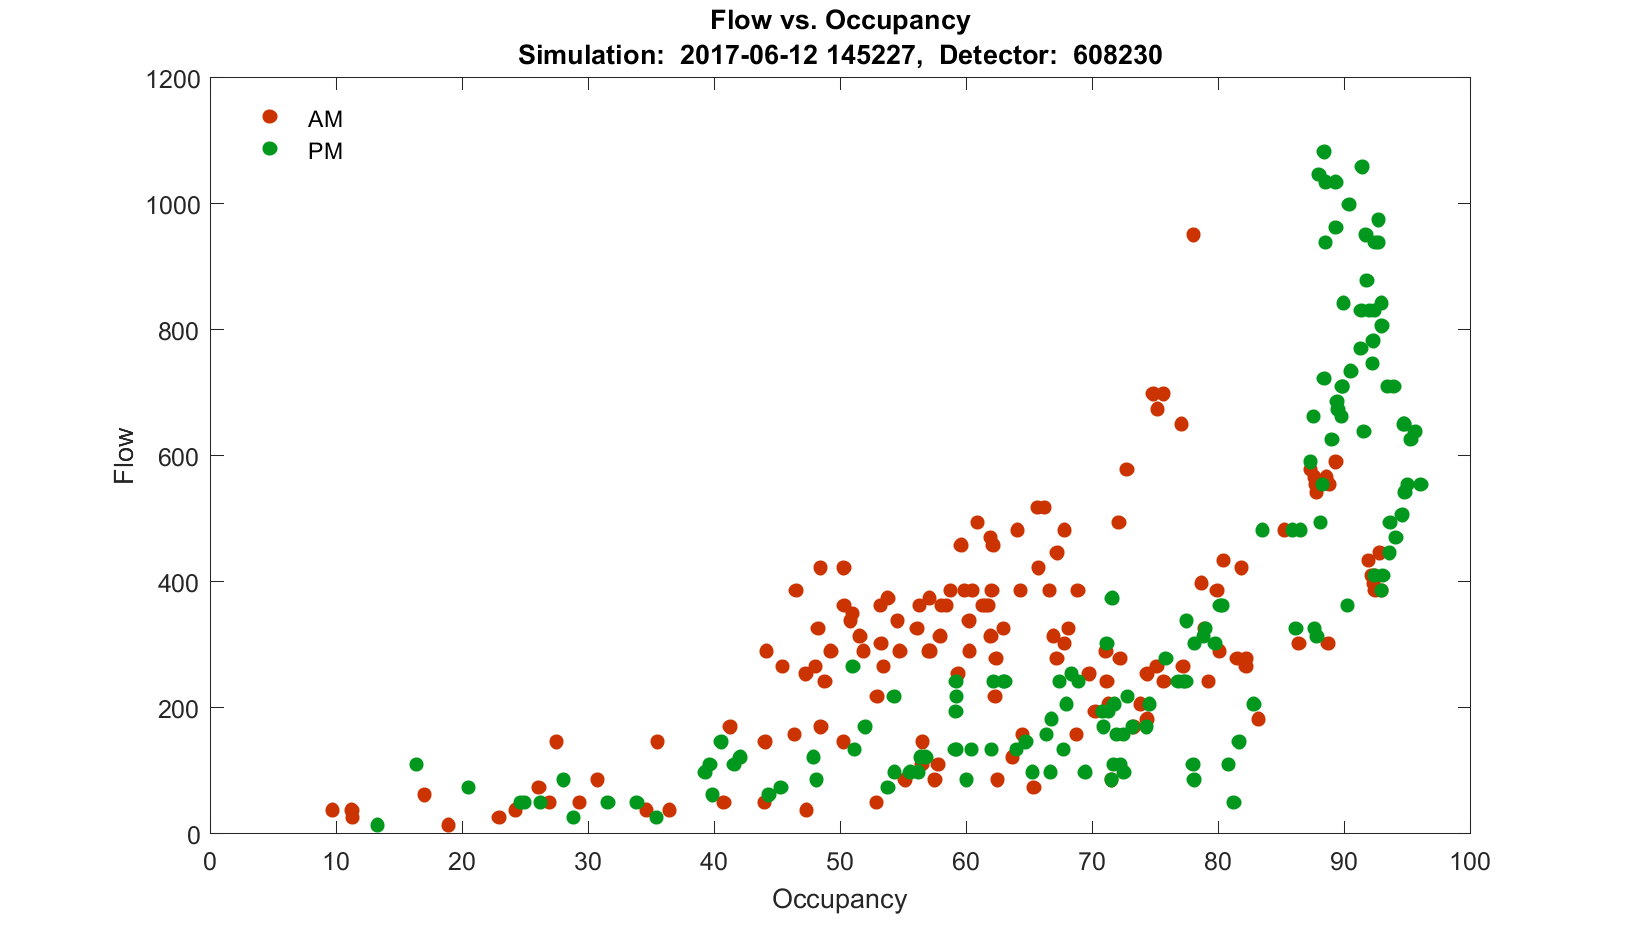 Flow vs. Occupancy
Simulation:  2017-06-12 145227,  Detector:  608230
1200
1000
800
600
400
200
0
Flow
AM
PM
0 10 20 30 40 50 60 70 80 90 100
Occupancy